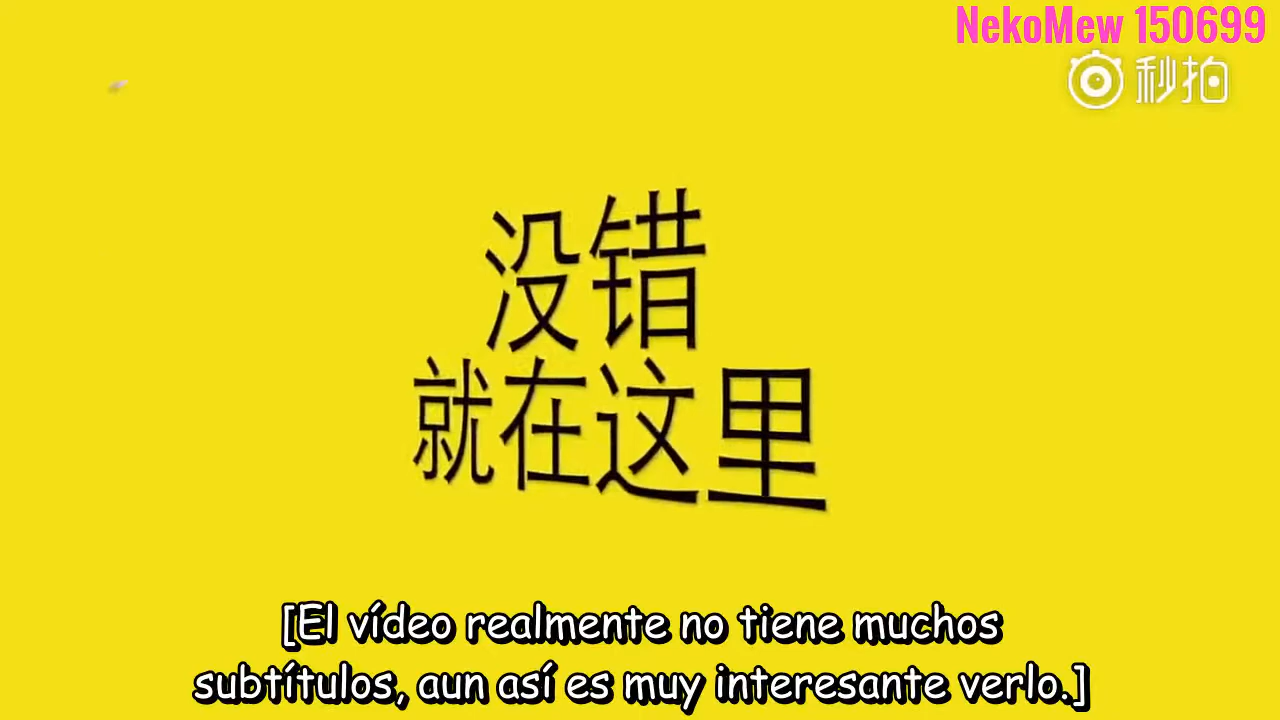 NekoMew 150699
秒拍
没错
就在这里
[El vídeo realmente no tiene muchos
subtítulos, aun así es muy interesante verlo.]